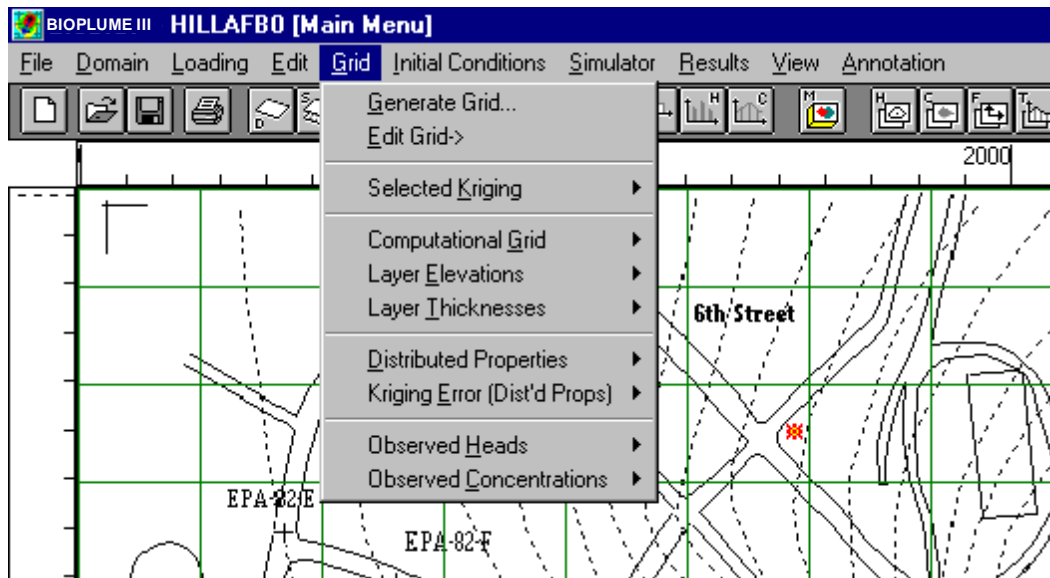 BIOPLUME III HILLAFB0 [Main Menu]
File Domain Loading Edit Grid Initial Conditions Simulator Results View Annotation
D S H C M H C F T
Generate Grid...
Edit Grid->
2000
Selected Kriging
Computational Grid
Layer Elevations
Layer Thicknesses
6th Street
Distributed Properties
Kriging Error (Dist'd Props)
Observed Heads
Observed Concentrations
EPA-82-E
EPA-82-F